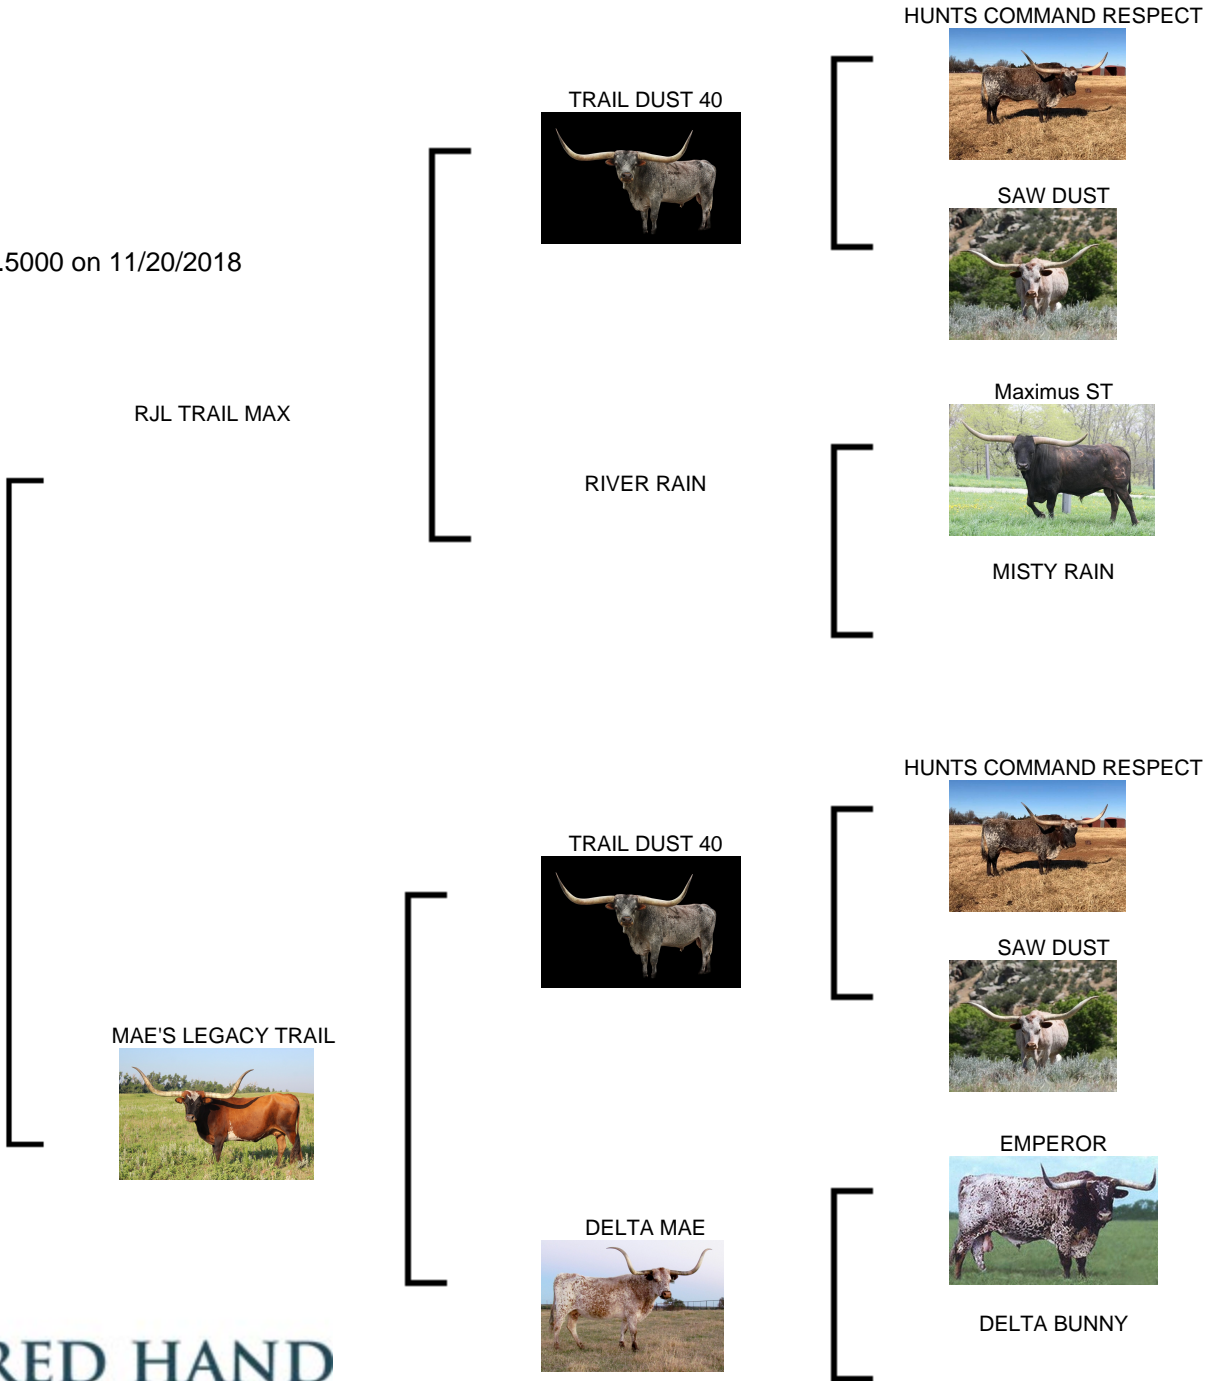 HUNTS COMMAND RESPECT
TRAIL DUST 40
SAW DUST
.5000 on 11/20/2018
Maximus ST
RJL TRAIL MAX
RIVER RAIN
MISTY RAIN
HUNTS COMMAND RESPECT
TRAIL DUST 40
SAW DUST
MAE'S LEGACY TRAIL
EMPEROR
DELTA MAE
DELTA BUNNY
RED HAND